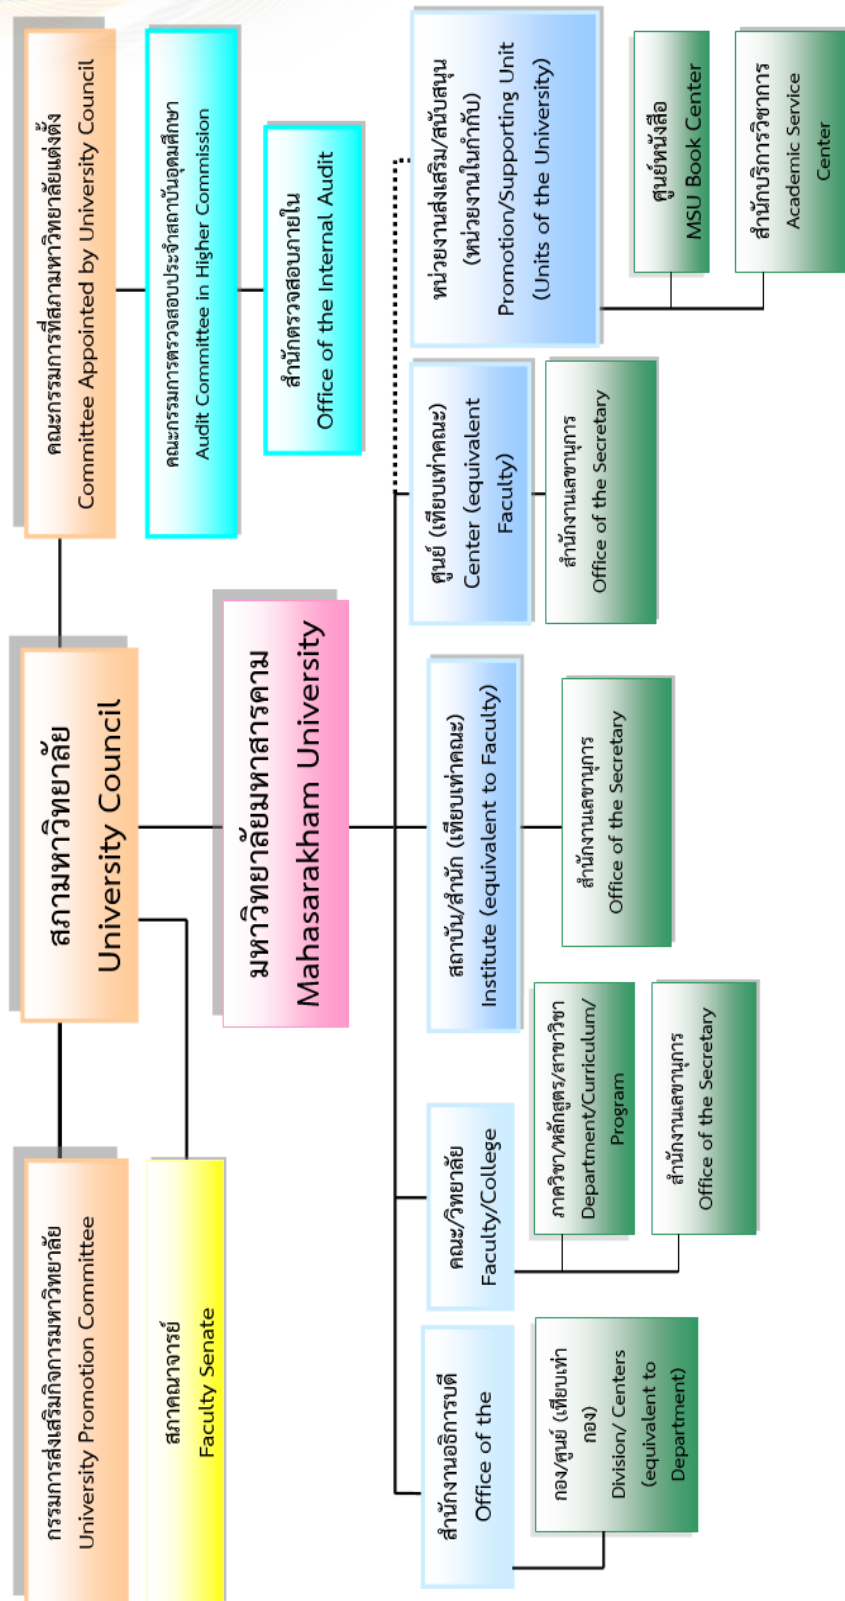 สภามหาวิทยาลัย
University Council
กรรมการส่งเสริมกิจการมหาวิทยาลัย
University Promotion Committee
คณะกรรมการที่สภามหาวิทยาลัยแต่งตั้ง
Committee Appointed by University Council
สภาคณาจารย์
Faculty Senate
คณะกรรมการตรวจสอบประจำสถาบันอุดมศึกษา
Audit Committee in Higher Commission
สำนักตรวจสอบภายใน
Office of the Internal Audit
มหาวิทยาลัยมหาสารคาม
Mahasarakham University
สำนักงานอธิการบดี
Office of the
กอง/ศูนย์ (เทียบเท่า
กอง)
Division/ Centers
(equivalent to
Department)
คณะ/วิทยาลัย
Faculty/College
ภาควิชา/หลักสูตร/สาขาวิชา
Department/Curriculum/
Program
สำนักงานเลขานุการ
Office of the Secretary
สถาบัน/สำนัก (เทียบเท่าคณะ)
Institute (equivalent to Faculty)
สำนักงานเลขานุการ
Office of the Secretary
ศูนย์ (เทียบเท่าคณะ)
Center (equivalent
Faculty)
สำนักงานเลขานุการ
Office of the Secretary
หน่วยงานส่งเสริม/สนับสนุน
(หน่วยงานในกำกับ)
Promotion/Supporting Unit
(Units of the University)
ศูนย์หนังสือ
MSU Book Center
สำนักบริการวิชาการ
Academic Service
Center